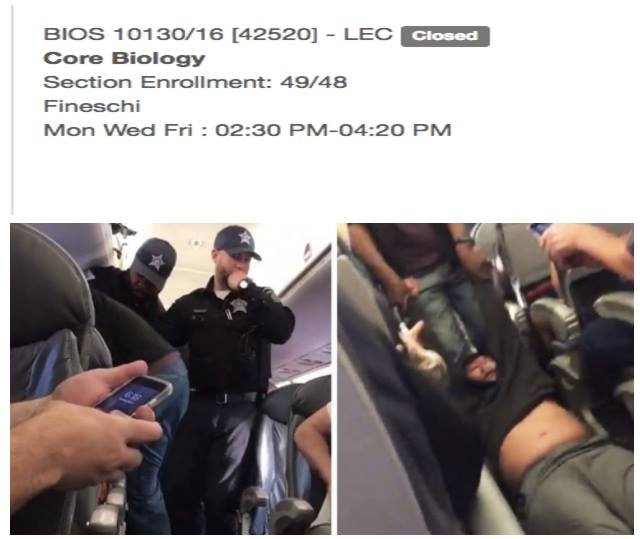 BIOS 10130/16 [42520] - LEC Closed
Core Biology
Section Enrollment: 49/48
Fineschi
Mon Wed Fri : 02:30 PM-04:20 PM